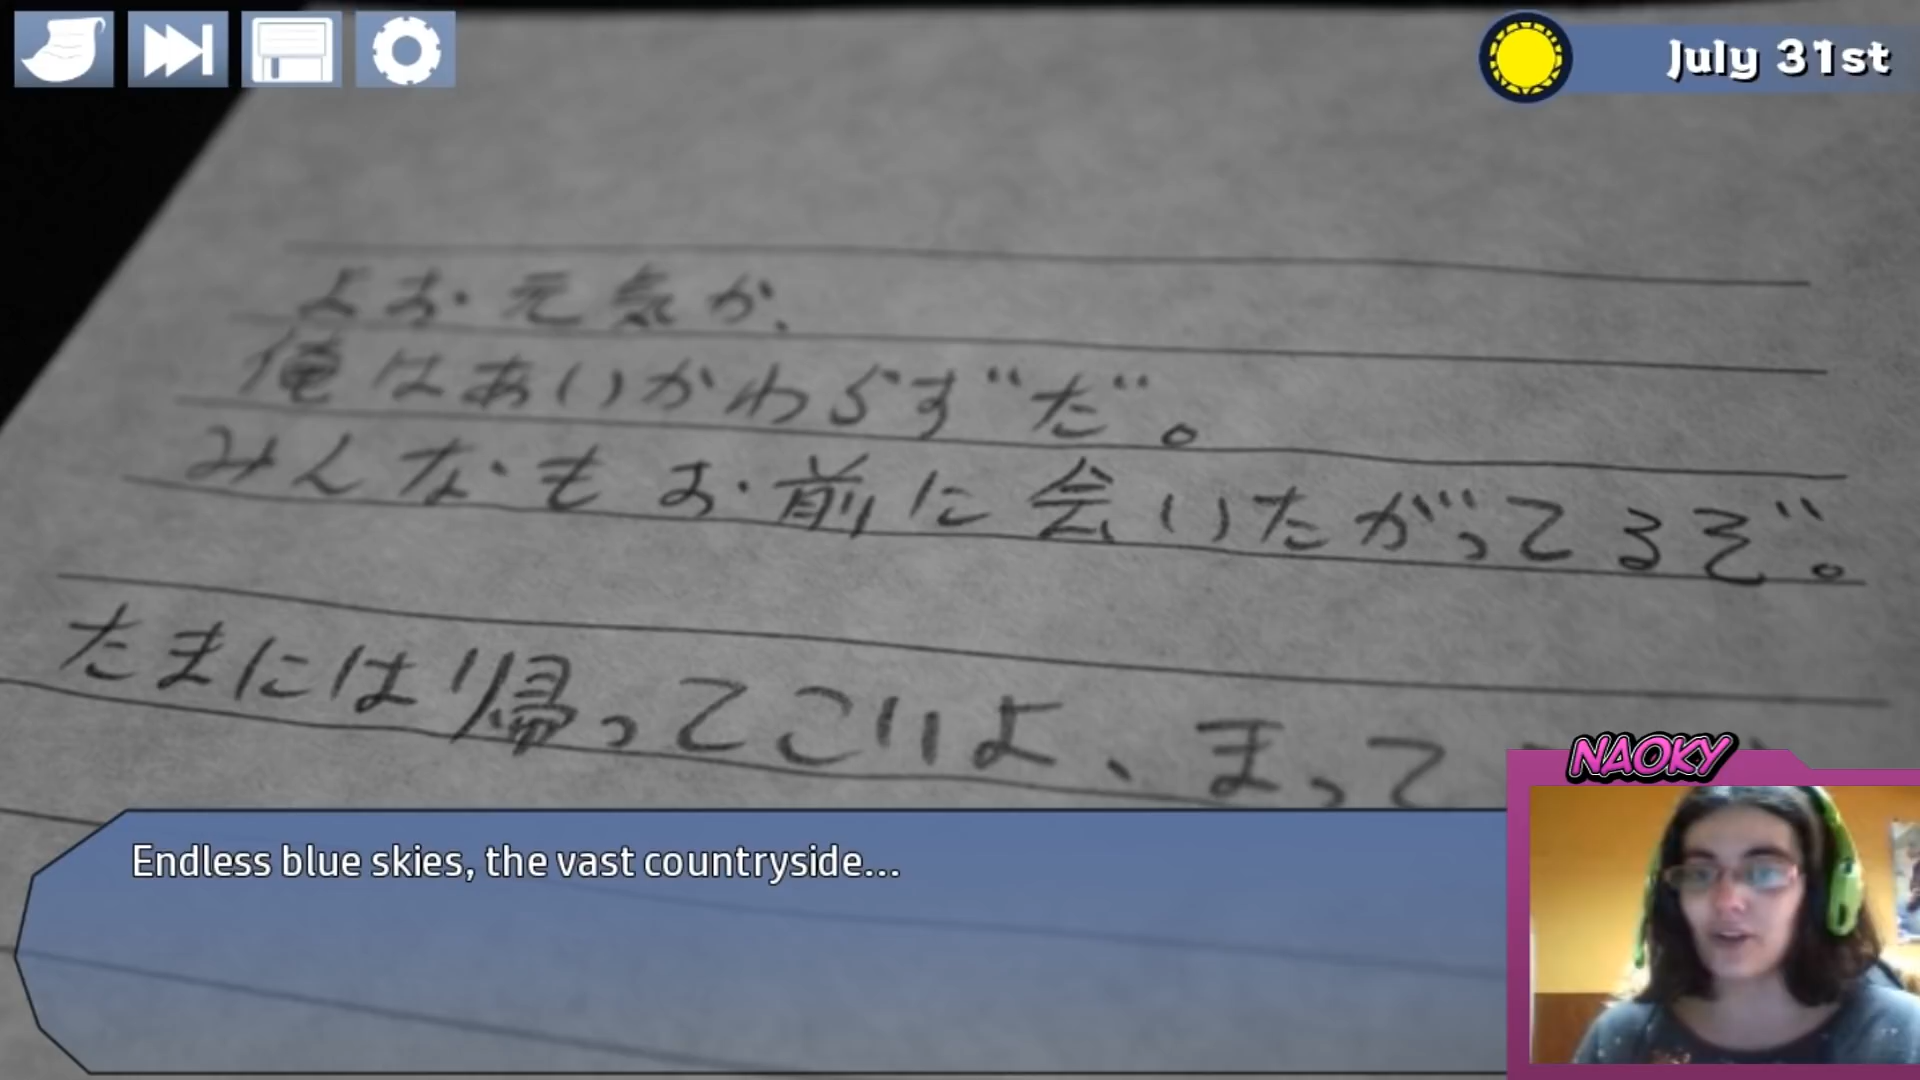 July 31st
よお元気か、
俺はあいかわらずだ。
みんなもお前に会いたがってるぞ。
たまには帰ってこいよ、まって
NAOKY
Endless blue skies, the vast countryside...